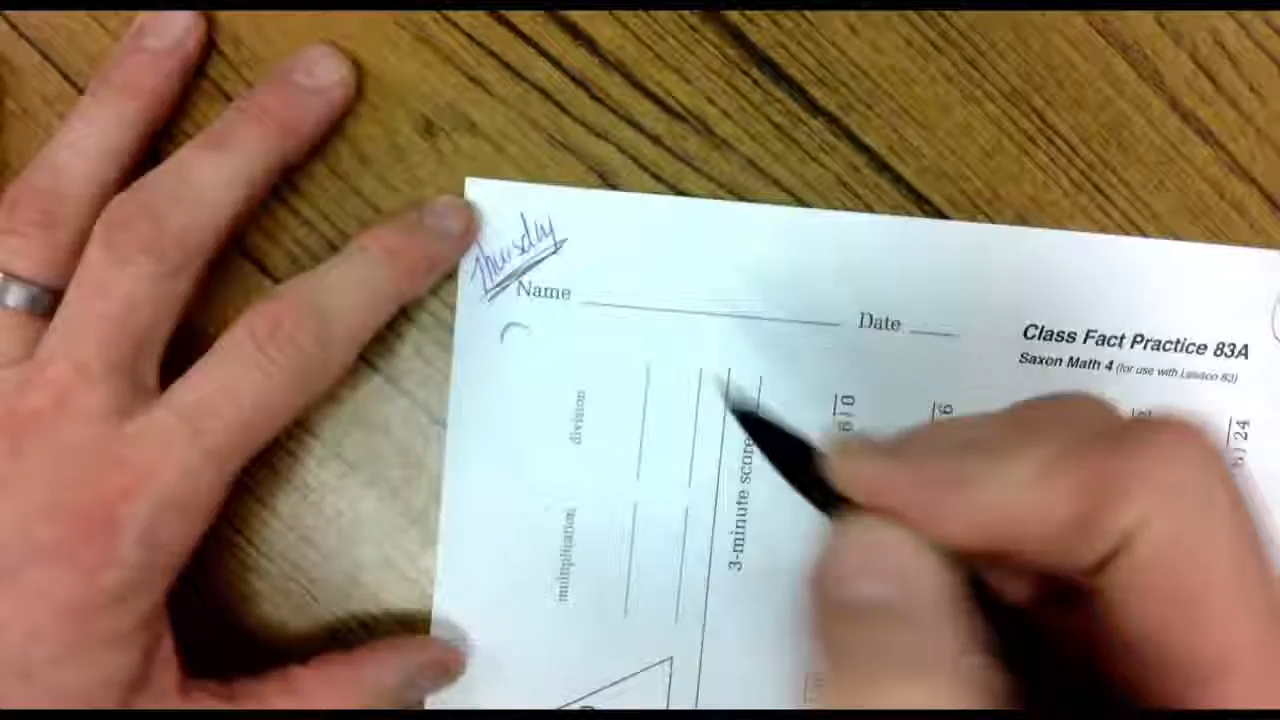 Thursday
Name
Date
Class Fact Practice 83A
Saxon Math 4 (for use with Lesson 83)
division
multiplication
3-minute score
6)0
6
5)24